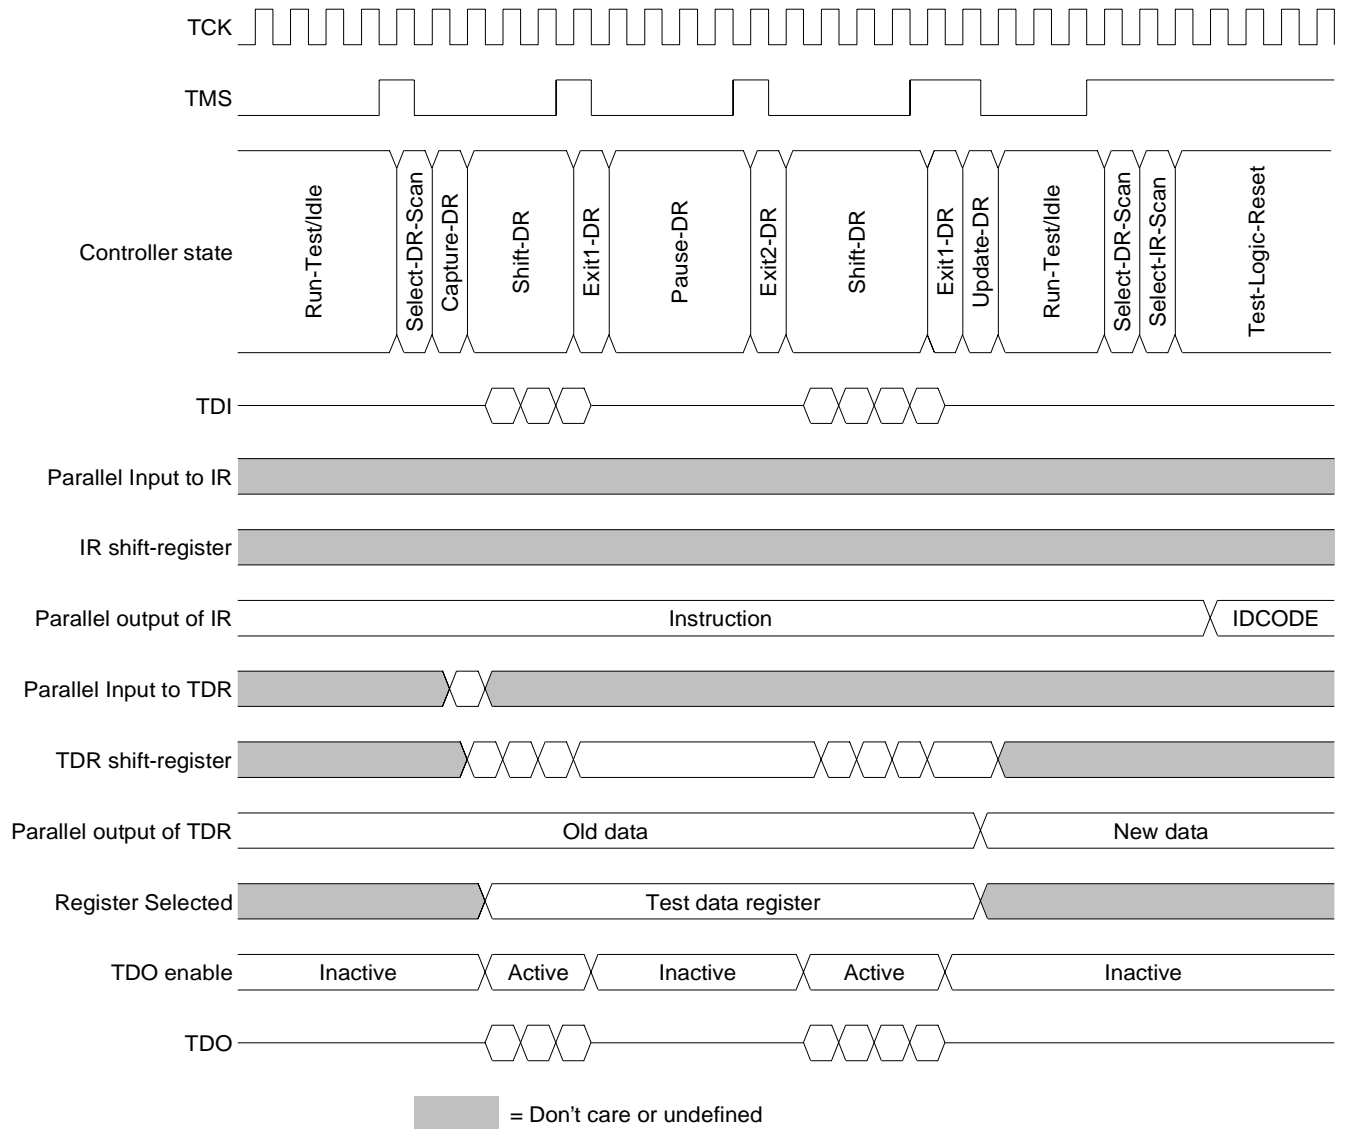 TCK
TMS
Controller state
Run-Test/Idle
Select-DR-Scan
Capture-DR
Shift-DR
Exit1-DR
Pause-DR
Exit2-DR
Shift-DR
Exit1-DR
Update-DR
Run-Test/Idle
Select-DR-Scan
Select-IR-Scan
Test-Logic-Reset
TDI
Parallel Input to IR
IR shift-register
Parallel output of IR
Instruction
IDCODE
Parallel Input to TDR
TDR shift-register
Parallel output of TDR
Old data
New data
Register Selected
Test data register
TDO enable
Inactive
Active
Inactive
Active
Inactive
TDO
= Don't care or undefined